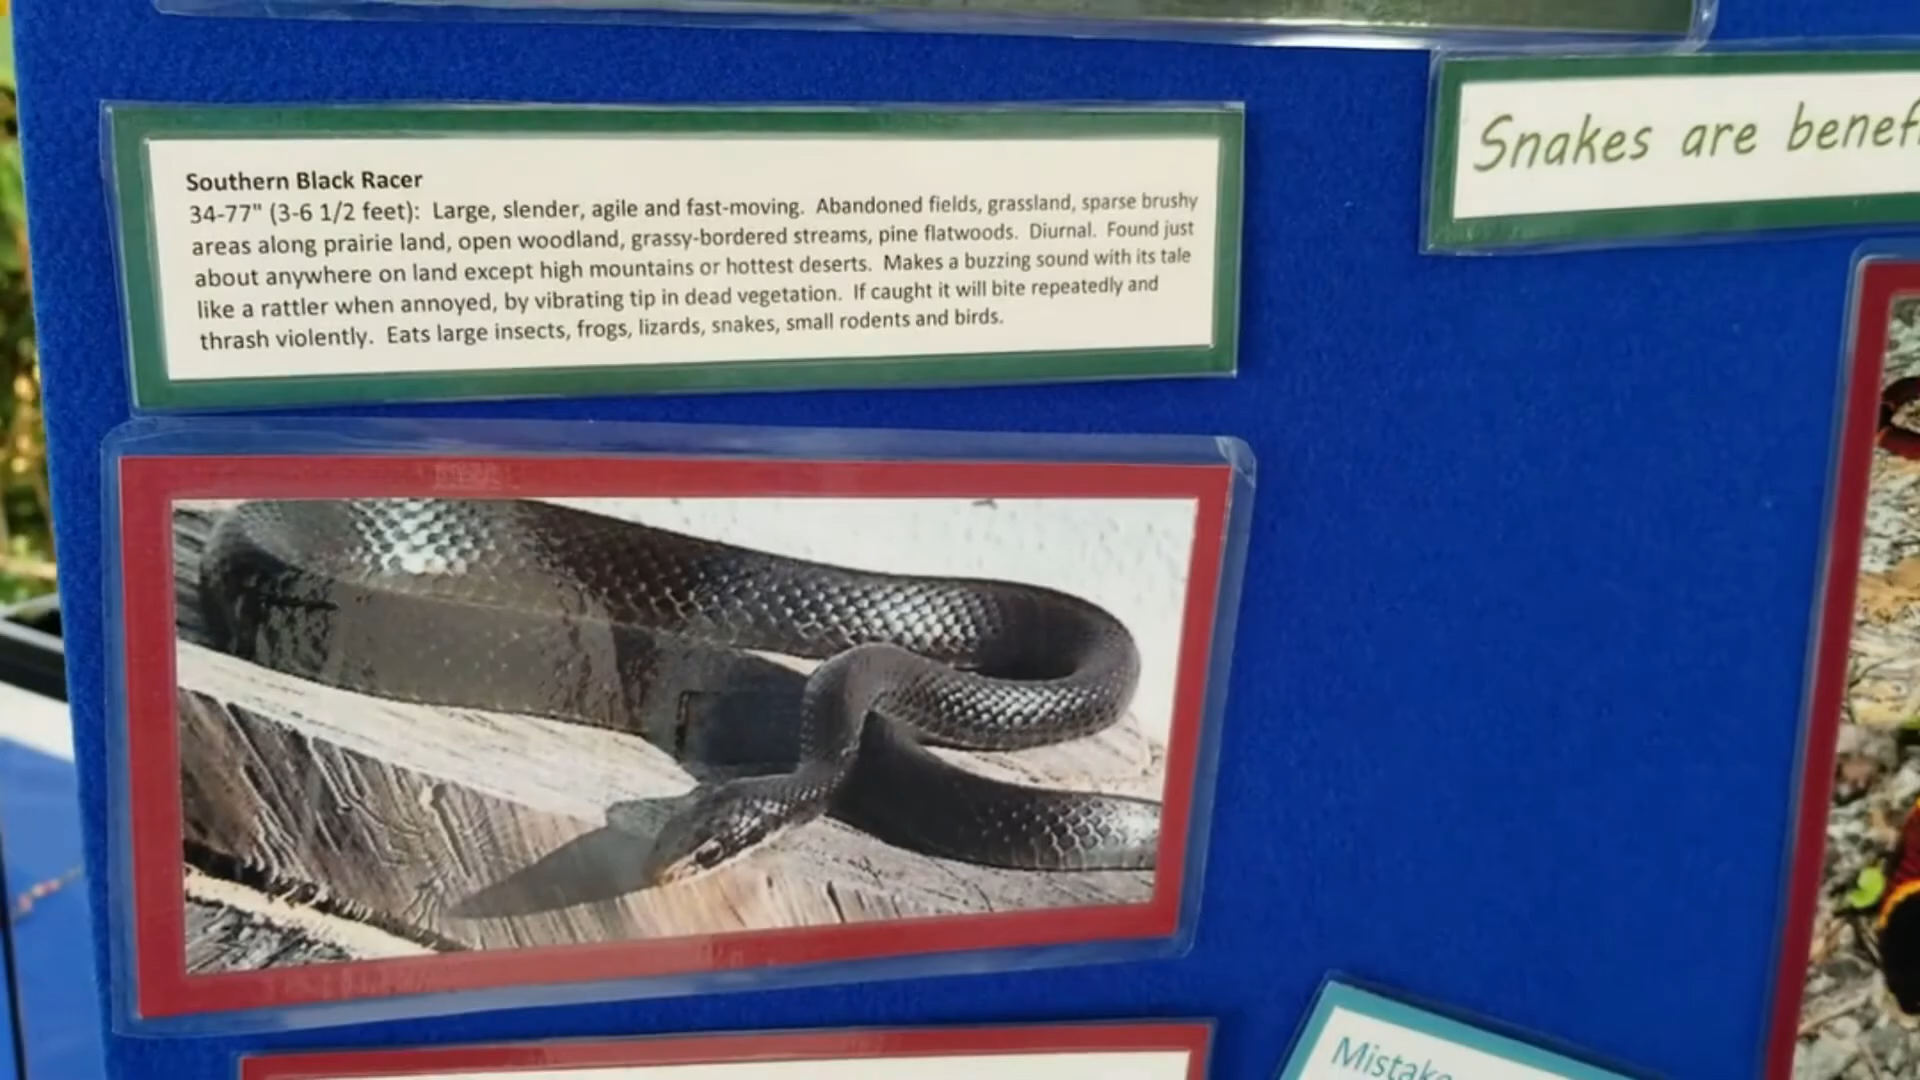 Southern Black Racer
34-77" (3-6 1/2 feet):  Large, slender, agile and fast-moving.  Abandoned fields, grassland, sparse brushy
areas along prairie land, open woodland, grassy-bordered streams, pine flatwoods.  Diurnal.  Found just
about anywhere on land except high mountains or hottest deserts.  Makes a buzzing sound with its tale
like a rattler when annoyed, by vibrating tip in dead vegetation.  If caught it will bite repeatedly and
thrash violently.  Eats large insects, frogs, lizards, snakes, small rodents and birds.
Snakes are